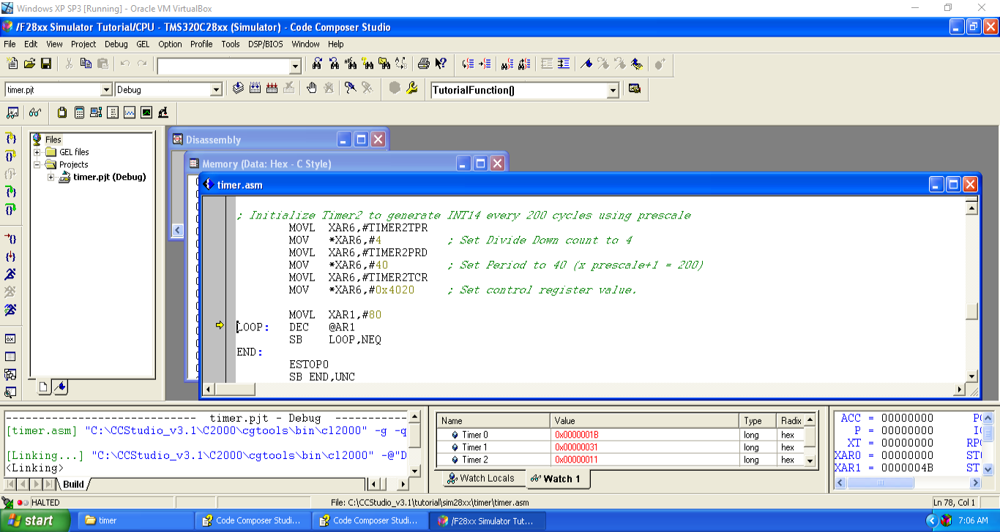 Windows XP SP3 [Running] - Oracle VM VirtualBox
/F28xx Simulator Tutorial/CPU - TMS320C28xx (Simulator) - Code Composer Studio
File Edit View Project Debug GEL Option Profile Tools DSP/BIOS Window Help
timer.pjt Debug TutorialFunction()
Files
GEL files
Projects
timer.pjt (Debug)
Disassembly
Memory (Data: Hex - C Style)
timer.asm
; Initialize Timer2 to generate INT14 every 200 cycles using prescale
MOVL XAR6,#TIMER2TPR
MOV *XAR6,#4 ; Set Divide Down count to 4
MOVL XAR6,#TIMER2PRD
MOV *XAR6,#40 ; Set Period to 40 (x prescale+1 = 200)
MOVL XAR6,#TIMER2TCR
MOV *XAR6,#0x4020 ; Set control register value.
MOVL XAR1,#80
LOOP: DEC @AR1
SB LOOP,NEQ
END:
ESTOP0
SB END,UNC
------------------------------ timer.pjt - Debug ------------
[timer.asm] "C:\CCStudio_v3.1\C2000\cgtools\bin\cl2000" -g -q
[Linking...] "C:\CCStudio_v3.1\C2000\cgtools\bin\cl2000" -@"D
<Linking>
Build
Name Value Type Radix
Timer 0 0x0000001B long hex
Timer 1 0x00000031 long hex
Timer 2 0x00000011 long hex
Watch Locals Watch 1
ACC = 00000000
P = 00000000
XT = 00000000 RP
XAR0 = 00000000 ST
XAR1 = 0000004B ST
HALTED File: C:\CCStudio_v3.1\tutorial\sim28xx\timer\timer.asm Ln 78, Col 1
start timer Code Composer Studi... Code Composer Studi... /F28xx Simulator Tut... 7:06 AM